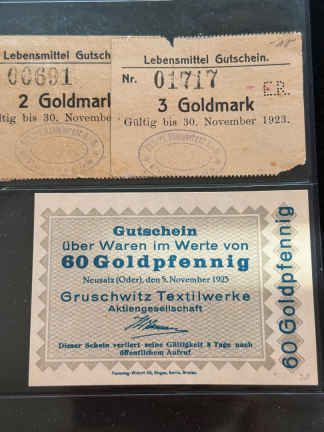 Lebensmittel Gutschein
00691
2 Goldmark
ltig bis 30. November
Lebensmittel Gutschein.
Nr. 01717
E.R.
3 Goldmark
Gültig bis 30. November 1923.
Gutschein
über Waren im Werte von
60 Goldpfennig
Neusalz (Oder), den 8. November 1923
Gruschwitz Textilwerke
Aktiengesellschaft
Dieser Schein verliert seine Gültigkeit 8 Tage nach
öffentlichem Aufruf
60 Goldpfennig